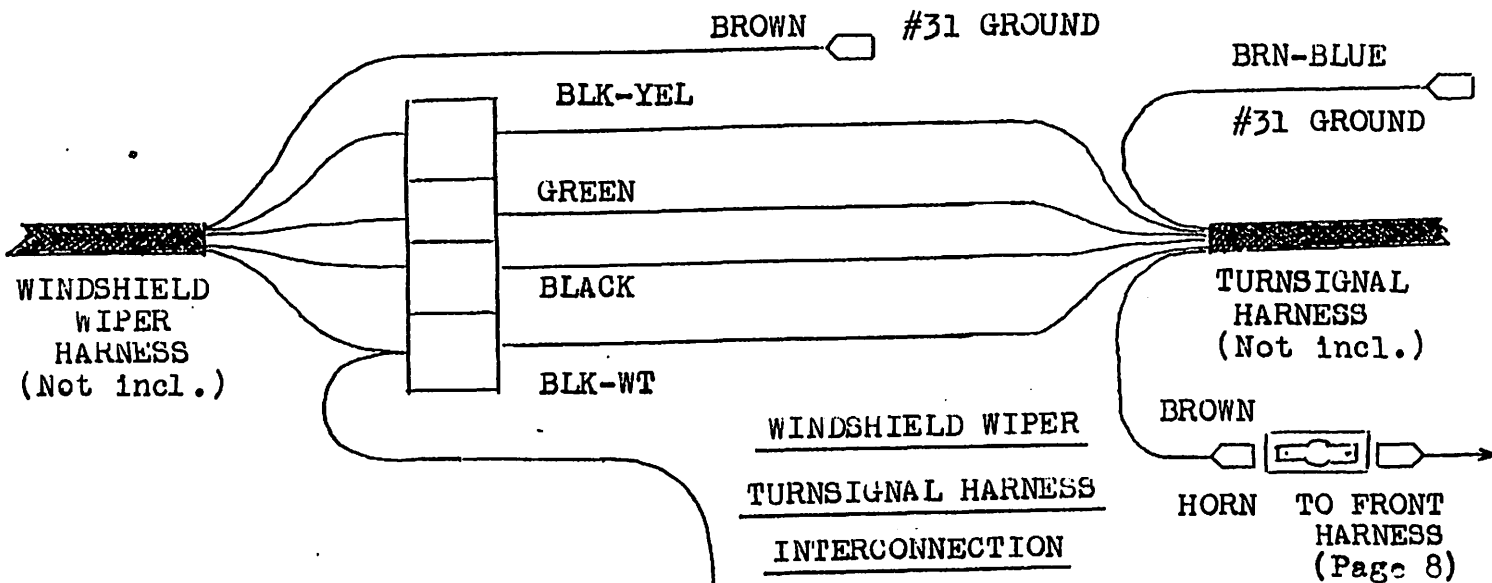 BROWN #31 GROUND
BRN-BLUE
#31 GROUND
BLK-YEL
GREEN
BLACK
BLK-WT
WINDSHIELD
WIPER
HARNESS
(Not incl.)
TURNSIGNAL
HARNESS
(Not incl.)
WINDSHIELD WIPER
TURNSIGNAL HARNESS
INTERCONNECTION
BROWN
HORN
TO FRONT
HARNESS
(Page 8)